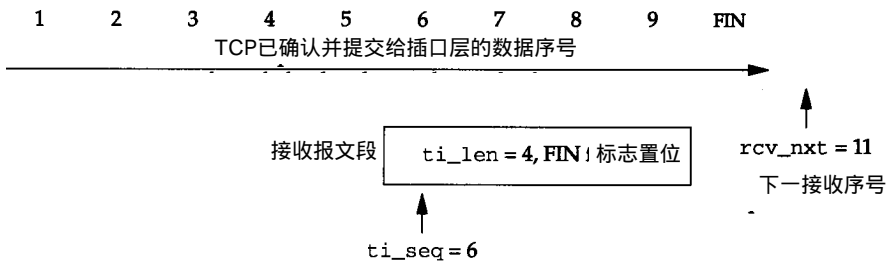 1 2 3 4 5 6 7 8 9 FIN
TCP已确认并提交给插口层的数据序号
接收报文段
ti_len = 4, FIN 标志置位
rcv_nxt = 11
下一接收序号
ti_seq = 6